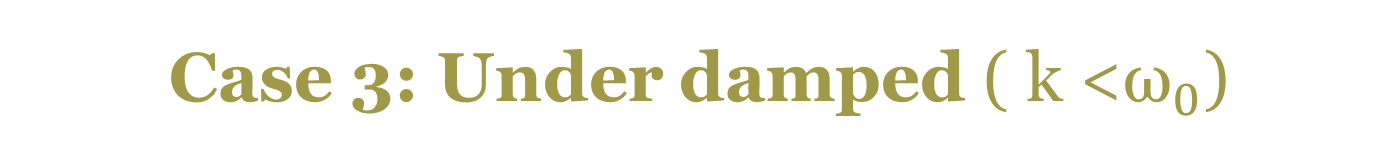 Case 3: Under damped ( k <ω₀)